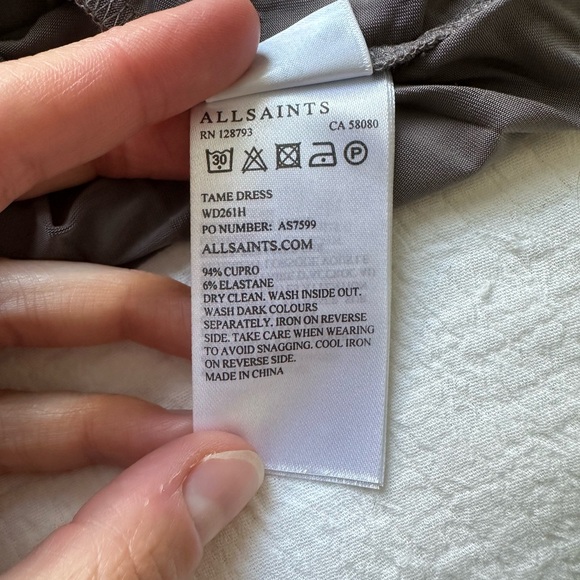 ALLSAINTS
RN 128793 CA 58080
30 P
TAME DRESS
WD261H
PO NUMBER: AS7599
ALLSAINTS.COM
94% CUPRO
6% ELASTANE
DRY CLEAN. WASH INSIDE OUT.
WASH DARK COLOURS
SEPARATELY. IRON ON REVERSE
SIDE. TAKE CARE WHEN WEARING
TO AVOID SNAGGING. COOL IRON
ON REVERSE SIDE.
MADE IN CHINA